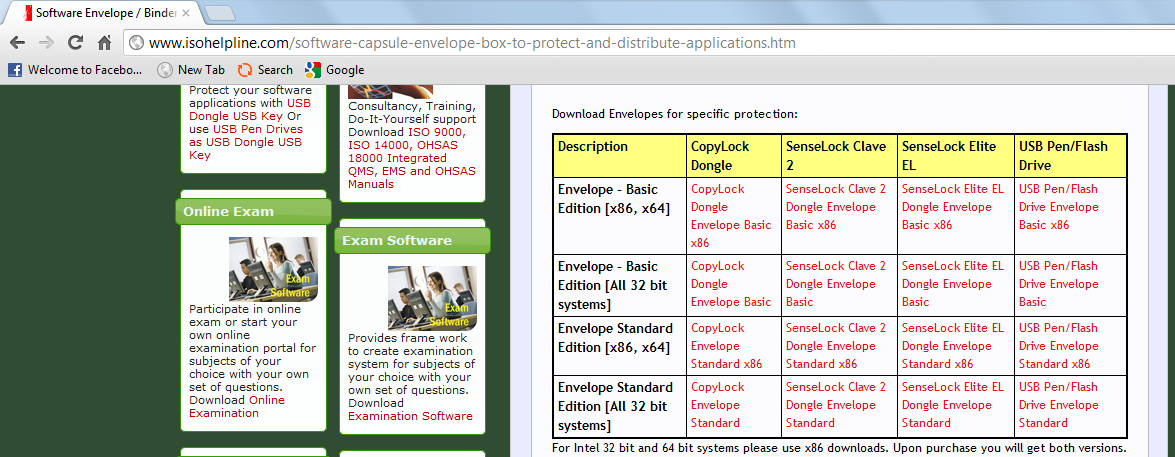 Software Envelope / Binder
www.isohelpline.com/software-capsule-envelope-box-to-protect-and-distribute-applications.htm
Welcome to Facebo...
New Tab
Search
Google
Protect your software
applications with USB
Dongle USB Key Or
use USB Pen Drives
as USB Dongle USB
Key
Online Exam
Exam
Software
Participate in online
exam or start your
own online
examination portal for
subjects of your
choice with your own
set of questions.
Download Online
Examination
Consultancy, Training,
Do-It-Yourself support
Download ISO 9000,
ISO 14000, OHSAS
18000 Integrated
QMS, EMS and OHSAS
Manuals
Exam Software
Exam
Software
Provides frame work
to create examination
system for subjects of
your choice with your
own set of questions.
Download
Examination Software
Download Envelopes for specific protection:
Description
CopyLock
Dongle
SenseLock Clave
2
SenseLock Elite
EL
USB Pen/Flash
Drive
Envelope - Basic
Edition [x86, x64]
CopyLock
Dongle
Envelope Basic
x86
SenseLock Clave 2
Dongle Envelope
Basic x86
SenseLock Elite EL
Dongle Envelope
Basic x86
USB Pen/Flash
Drive Envelope
Basic x86
Envelope - Basic
Edition [All 32 bit
systems]
CopyLock
Dongle
Envelope Basic
SenseLock Clave 2
Dongle Envelope
Basic
SenseLock Elite EL
Dongle Envelope
Basic
USB Pen/Flash
Drive Envelope
Basic
Envelope Standard
Edition [x86, x64]
CopyLock
Envelope
Standard x86
SenseLock Clave 2
Dongle Envelope
Standard x86
SenseLock Elite EL
Dongle Envelope
Standard x86
USB Pen/Flash
Drive Envelope
Standard x86
Envelope Standard
Edition [All 32 bit
systems]
CopyLock
Envelope
Standard
SenseLock Clave 2
Dongle Envelope
Standard
SenseLock Elite EL
Dongle Envelope
Standard
USB Pen/Flash
Drive Envelope
Standard
For Intel 32 bit and 64 bit systems please use x86 downloads. Upon purchase you will get both versions.